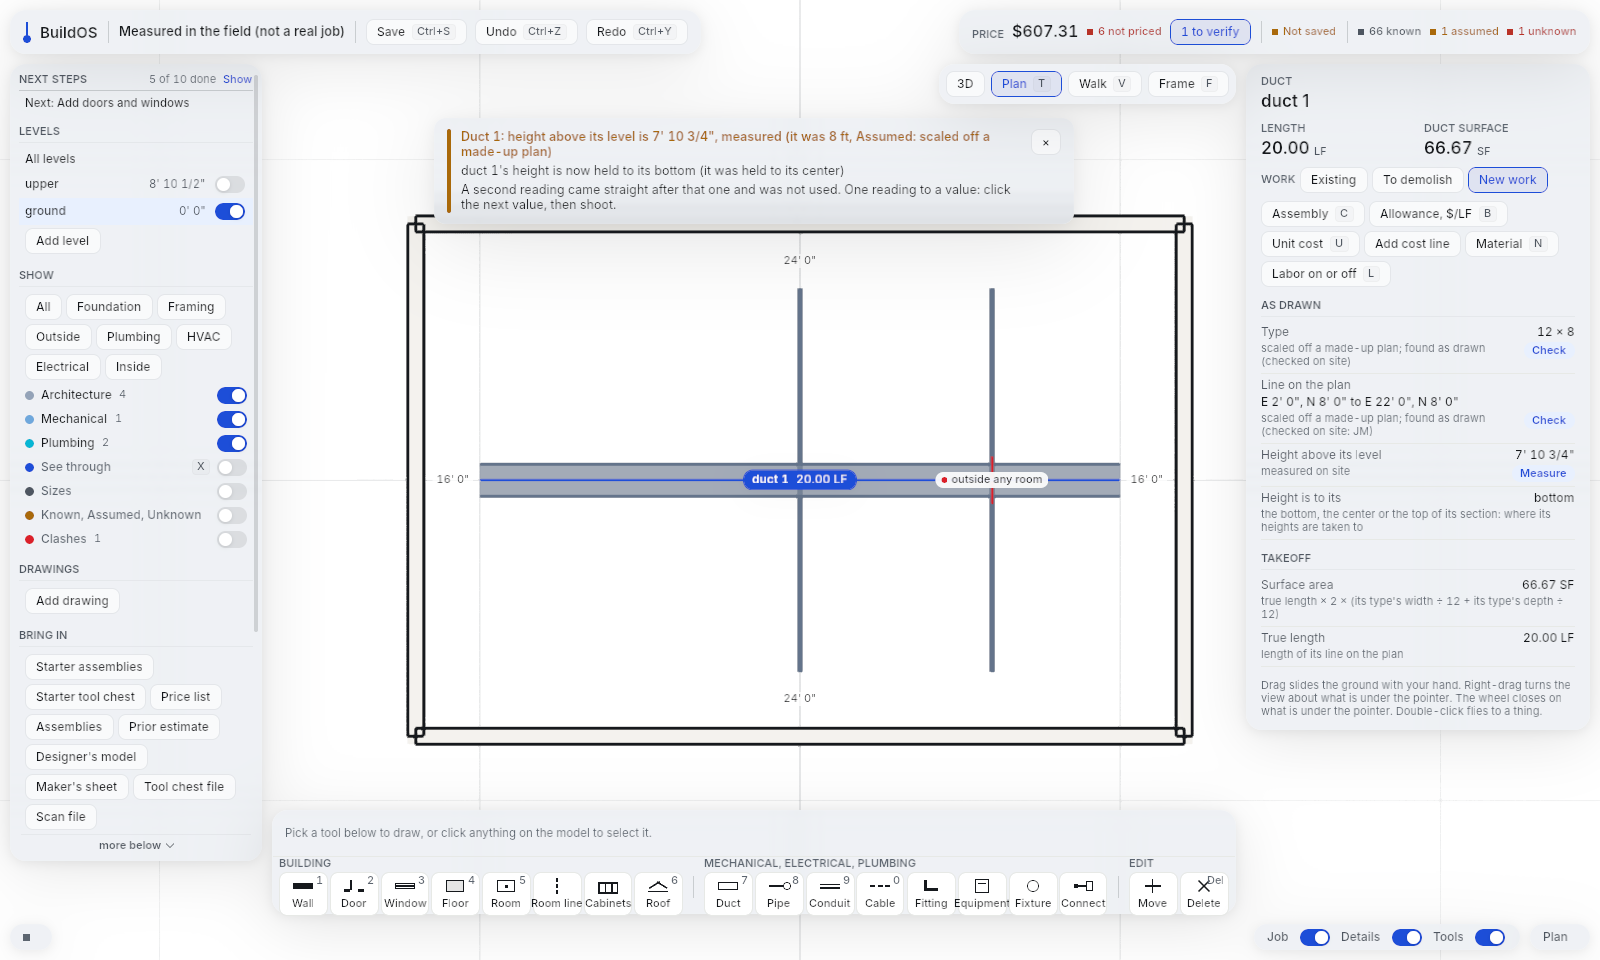 BuildOS
Measured in the field (not a real job)
Save Ctrl+S
Undo Ctrl+Z
Redo Ctrl+Y
PRICE $607.31
6 not priced
1 to verify
Not saved
66 known
1 assumed
1 unknown
3D
Plan T
Walk V
Frame F
NEXT STEPS 5 of 10 done Show
Next: Add doors and windows
LEVELS
All levels
upper 8' 10 1/2"
ground 0' 0"
Add level
SHOW
All Foundation Framing
Outside Plumbing HVAC
Electrical Inside
Architecture 4
Mechanical 1
Plumbing 2
See through X
Sizes
Known, Assumed, Unknown
Clashes 1
DRAWINGS
Add drawing
BRING IN
Starter assemblies
Starter tool chest Price list
Assemblies Prior estimate
Designer's model
Maker's sheet Tool chest file
Scan file
more below
Duct 1: height above its level is 7' 10 3/4", measured (it was 8 ft, Assumed: scaled off a
made-up plan)
duct 1's height is now held to its bottom (it was held to its center)
A second reading came straight after that one and was not used. One reading to a value: click
the next value, then shoot.
×
24' 0"
16' 0"
duct 1 20.00 LF
outside any room
16' 0"
24' 0"
DUCT
duct 1
LENGTH DUCT SURFACE
20.00 LF 66.67 SF
WORK Existing To demolish New work
Assembly C Allowance, $/LF B
Unit cost U Add cost line Material N
Labor on or off L
AS DRAWN
Type 12 × 8
scaled off a made-up plan; found as drawn
(checked on site)
Check
Line on the plan
E 2' 0", N 8' 0" to E 22' 0", N 8' 0"
scaled off a made-up plan; found as drawn
(checked on site: JM)
Check
Height above its level 7' 10 3/4"
measured on site Measure
Height is to its bottom
the bottom, the center or the top of its section: where its
heights are taken to
TAKEOFF
Surface area 66.67 SF
true length × 2 × (its type's width ÷ 12 + its type's depth ÷
12)
True length 20.00 LF
length of its line on the plan
Drag slides the ground with your hand. Right-drag turns the
view about what is under the pointer. The wheel closes on
what is under the pointer. Double-click flies to a thing.
Pick a tool below to draw, or click anything on the model to select it.
BUILDING
1 Wall
2 Door
3 Window
4 Floor
5 Room
Room line
Cabinets
6 Roof
MECHANICAL, ELECTRICAL, PLUMBING
7 Duct
8 Pipe
9 Conduit
0 Cable
Fitting
Equipment
Fixture
Connect
EDIT
Move
Del Delete
Job Details Tools Plan